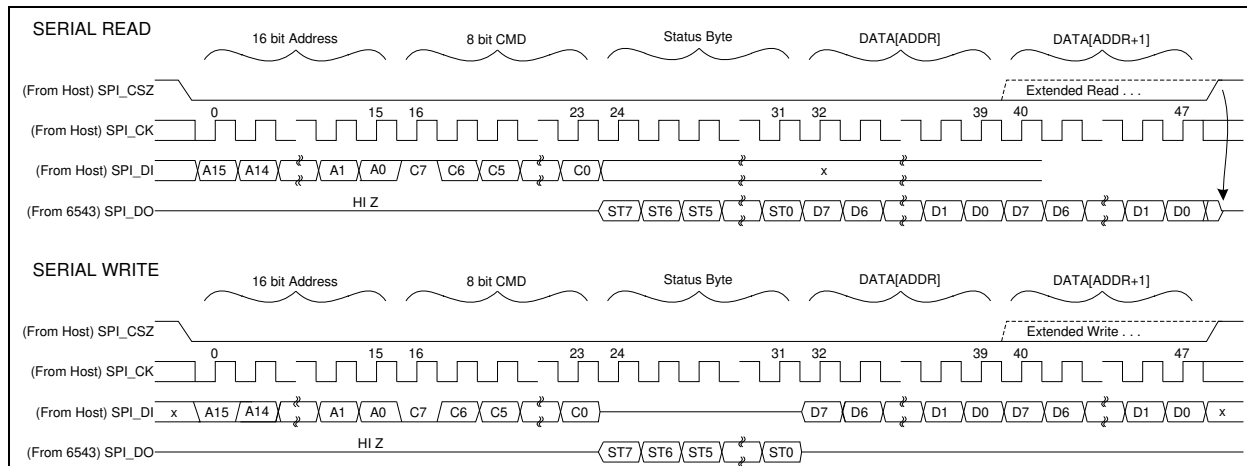 SERIAL READ
16 bit Address 8 bit CMD Status Byte DATA[ADDR] DATA[ADDR+1]
(From Host) SPI_CSZ Extended Read . . .
0 15 16 23 24 31 32 39 40 47
(From Host) SPI_CK
(From Host) SPI_DI A15 A14 A1 A0 C7 C6 C5 C0 x
HI Z
(From 6543) SPI_DO ST7 ST6 ST5 ST0 D7 D6 D1 D0 D7 D6 D1 D0
SERIAL WRITE
16 bit Address 8 bit CMD Status Byte DATA[ADDR] DATA[ADDR+1]
(From Host) SPI_CSZ Extended Write . . .
0 15 16 23 24 31 32 39 40 47
(From Host) SPI_CK
(From Host) SPI_DI x A15 A14 A1 A0 C7 C6 C5 C0 D7 D6 D1 D0 D7 D6 D1 D0 x
HI Z
(From 6543) SPI_DO ST7 ST6 ST5 ST0